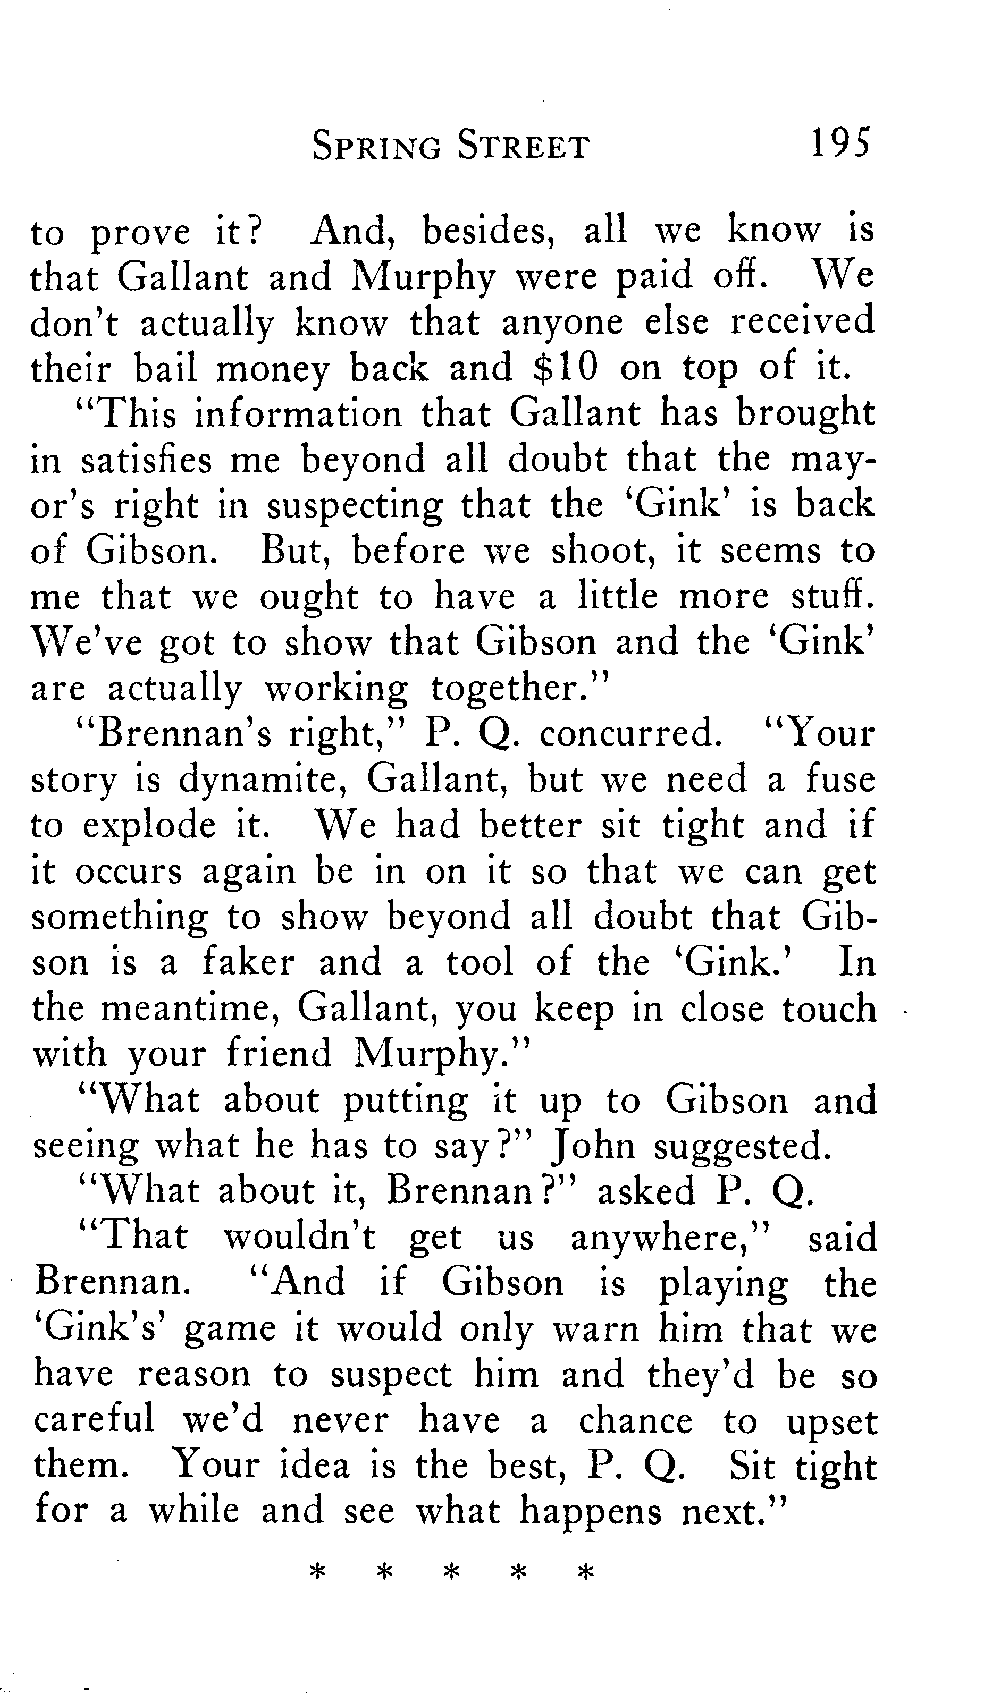 SPRING STREET 195
to prove it? And, besides, all we know is
that Gallant and Murphy were paid off. We
don't actually know that anyone else received
their bail money back and $10 on top of it.
"This information that Gallant has brought
in satisfies me beyond all doubt that the may-
or's right in suspecting that the 'Gink' is back
of Gibson. But, before we shoot, it seems to
me that we ought to have a little more stuff.
We've got to show that Gibson and the 'Gink'
are actually working together."
"Brennan's right," P. Q. concurred. "Your
story is dynamite, Gallant, but we need a fuse
to explode it. We had better sit tight and if
it occurs again be in on it so that we can get
something to show beyond all doubt that Gib-
son is a faker and a tool of the 'Gink.' In
the meantime, Gallant, you keep in close touch
with your friend Murphy."
"What about putting it up to Gibson and
seeing what he has to say?" John suggested.
"What about it, Brennan?" asked P. Q.
"That wouldn't get us anywhere," said
Brennan. "And if Gibson is playing the
'Gink's' game it would only warn him that we
have reason to suspect him and they'd be so
careful we'd never have a chance to upset
them. Your idea is the best, P. Q. Sit tight
for a while and see what happens next."
* * * * *